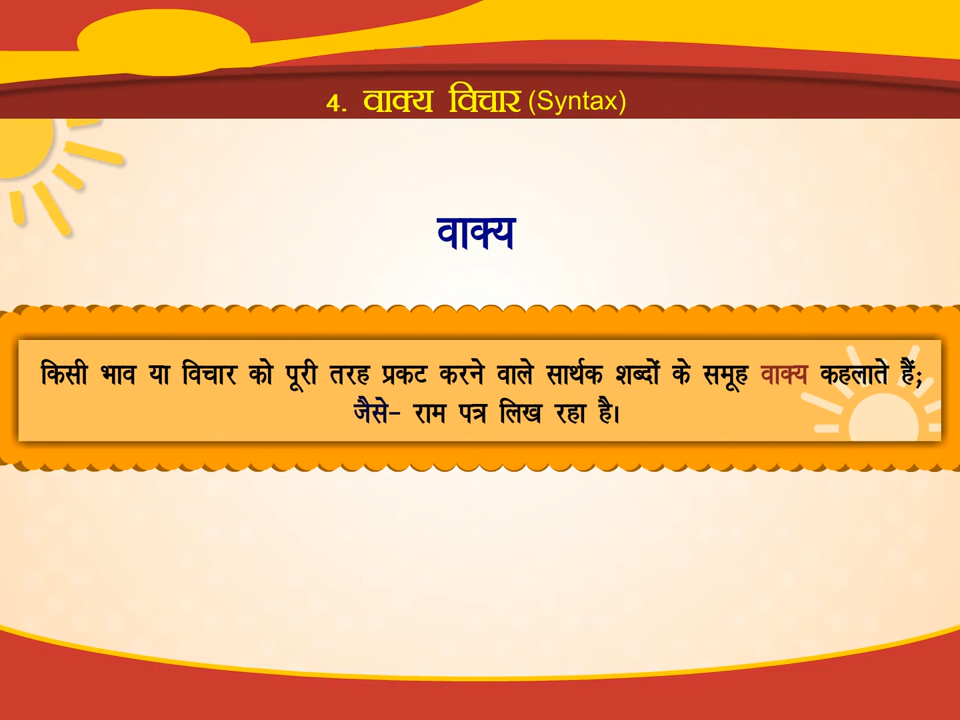 4. वाक्य विचार (Syntax)
वाक्य
किसी भाव या विचार को पूरी तरह प्रकट करने वाले सार्थक शब्दों के समूह वाक्य कहलाते हैं;
जैसे- राम पत्र लिख रहा है।